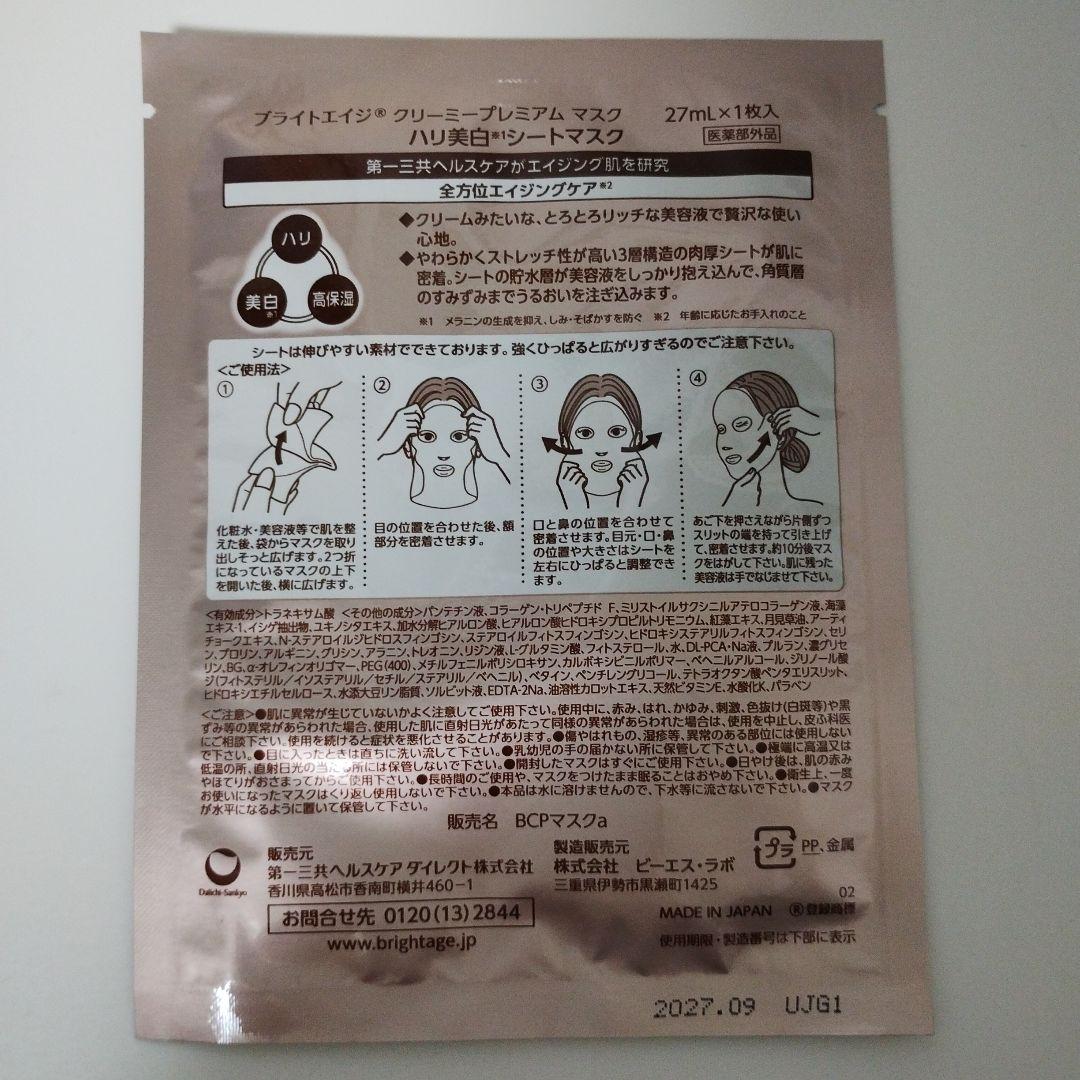 ブライトエイジ® クリーミープレミアム マスク 27mL×1枚入
ハリ美白※1シートマスク 医薬部外品
第一三共ヘルスケアがエイジング肌を研究
全方位エイジングケア※2
ハリ
美白※1
高保湿
◆クリームみたいな、とろとろリッチな美容液で贅沢な使い
心地。
◆やわらかくストレッチ性が高い3層構造の肉厚シートが肌に
密着。シートの貯水層が美容液をしっかり抱え込んで、角質層
のすみずみまでうるおいを注ぎ込みます。
※1 メラニンの生成を抑え、しみ・そばかすを防ぐ ※2 年齢に応じたお手入れのこと
シートは伸びやすい素材でできております。強くひっぱると広がりすぎるのでご注意下さい。
<ご使用法>
①
化粧水・美容液等で肌を整
えた後、袋からマスクを取り
出しそっと広げます。2つ折
になっているマスクの上下
を開いた後、横に広げます。
②
目の位置を合わせた後、額
部分を密着させます。
③
口と鼻の位置を合わせて
密着させます。目元・口・鼻
の位置や大きさはシートを
左右にひっぱると調整でき
ます。
④
あご下を押さえながら片側ずつ
スリットの端を持って引き上げ
て、密着させます。約10分後マス
クをはがして下さい。肌に残った
美容液は手でなじませて下さい。
<有効成分>トラネキサム酸 <その他の成分>パンテチン液、コラーゲン・トリペプチド F、ミリストイルサクシニルアテロコラーゲン液、海藻
エキス-1、イシゲ抽出物、ユキノシタエキス、加水分解ヒアルロン酸、ヒアルロン酸ヒドロキシプロピルトリモニウム、紅藻エキス、月見草油、アーティ
チョークエキス、N-ステアロイルジヒドロスフィンゴシン、ステアロイルフィトスフィンゴシン、ヒドロキシステアリルフィトスフィンゴシン、セリ
ン、プロリン、アルギニン、グリシン、アラニン、トレオニン、リジン液、L-グルタミン酸、フィトステロール、水、DL-PCA・Na液、プルラン、濃グリセ
リン、BG、α-オレフィンオリゴマー、PEG(400)、メチルフェニルポリシロキサン、カルボキシビニルポリマー、ベヘニルアルコール、ジリノール酸
ジ(フィトステリル/イソステアリル/セチル/ステアリル/ベヘニル)、ベタイン、ペンチレングリコール、テトラオクタン酸ペンタエリスリット、
ヒドロキシエチルセルロース、水添大豆リン脂質、ソルビット液、EDTA-2Na、油溶性カロットエキス、天然ビタミンE、水酸化K、パラベン
<ご注意>●肌に異常が生じていないかよく注意してご使用下さい。使用中に、赤み、はれ、かゆみ、刺激、色抜け(白斑等)や黒
ずみ等の異常があらわれた場合、使用した肌に直射日光があたって同様の異常があらわれた場合は、使用を中止し、皮ふ科医
にご相談下さい。使用を続けると症状を悪化させることがあります。●傷やはれもの、湿疹等、異常のある部位には使用しない
で下さい。●目に入ったときは直ちに洗い流して下さい。●乳幼児の手の届かない所に保管して下さい。●極端に高温又は
低温の所、直射日光の当たる所には保管しないで下さい。●開封したマスクはすぐにご使用下さい。●日やけ後は、肌の赤み
やほてりがおさまってからご使用下さい。●長時間のご使用や、マスクをつけたまま眠ることはおやめ下さい。●衛生上、一度
お使いになったマスクはくり返し使用しないで下さい。●本品は水に溶けませんので、下水等に流さないで下さい。●マスク
が水平になるように置いて保管して下さい。
販売名 BCPマスクa
Daiichi-Sankyo
販売元
第一三共ヘルスケア ダイレクト株式会社
香川県高松市香南町横井460-1
製造販売元
株式会社 ピーエス・ラボ
三重県伊勢市黒瀬町1425
プラ PP、金属
02
お問合せ先 0120(13)2844
www.brightage.jp
MADE IN JAPAN ®登録商標
使用期限・製造番号は下部に表示
2027.09 UJG1